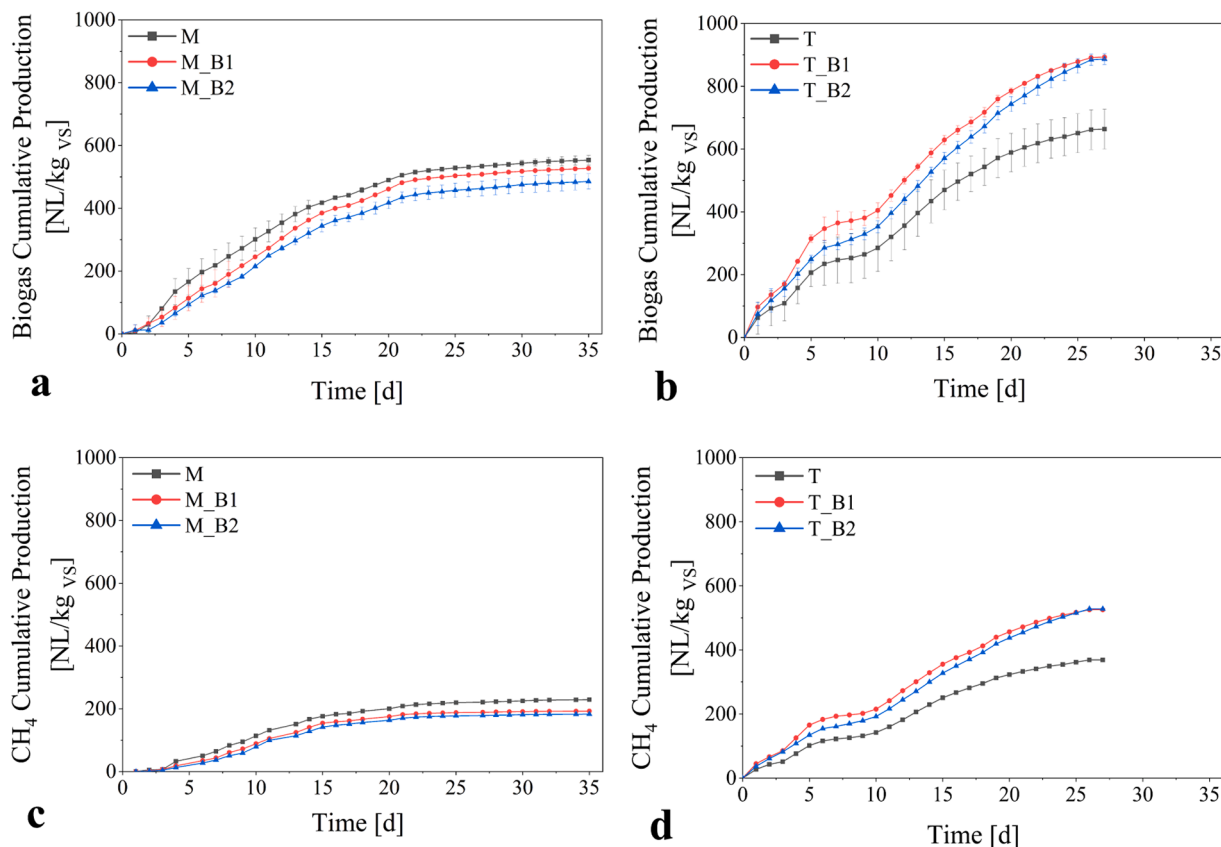 Biogas Cumulative Production
[NL/kg VS]
1000
800
600
400
200
0
M
M_B1
M_B2
0 5 10 15 20 25 30 35
Time [d]
a
Biogas Cumulative Production
[NL/kg VS]
1000
800
600
400
200
0
T
T_B1
T_B2
0 5 10 15 20 25 30 35
Time [d]
b
CH4 Cumulative Production
[NL/kg VS]
1000
800
600
400
200
0
M
M_B1
M_B2
0 5 10 15 20 25 30 35
Time [d]
c
CH4 Cumulative Production
[NL/kg VS]
1000
800
600
400
200
0
T
T_B1
T_B2
0 5 10 15 20 25 30 35
Time [d]
d